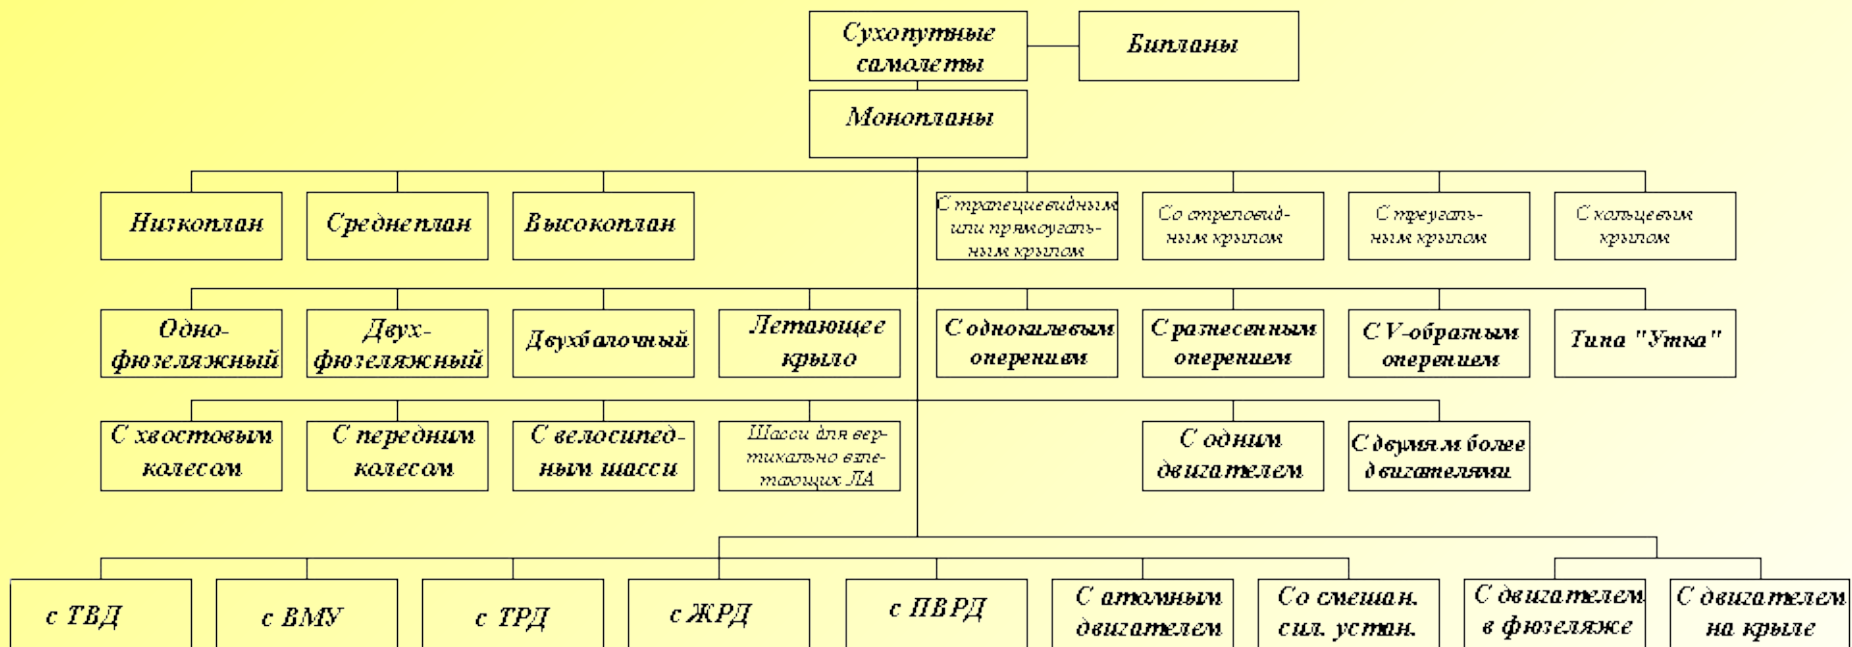 Сухопутные
самолеты
Бипланы
Монопланы
Низкоплан
Среднеплан
Высокоплан
С трапециевидным
или прямоуголь-
ным крылом
Со стреловид-
ным крылом
С треуголь-
ным крылом
С кольцевым
крылом
Одно-
фюзеляжный
Двух-
фюзеляжный
Двухбалочный
Летающее
крыло
С однокилевым
оперением
С разнесенным
оперением
С V-образным
оперением
Типа "Утка"
С хвостовым
колесом
С передним
колесом
С велосипед-
ным шасси
Шасси для вер-
тикально взле-
тающих ЛА
С одним
двигателем
С двумя м более
двигателями
с ТВД
с ВМУ
с ТРД
с ЖРД
с ПВРД
С атомным
двигателем
Со смешан.
сил. устан.
С двигателем
в фюзеляже
С двигателем
на крыле